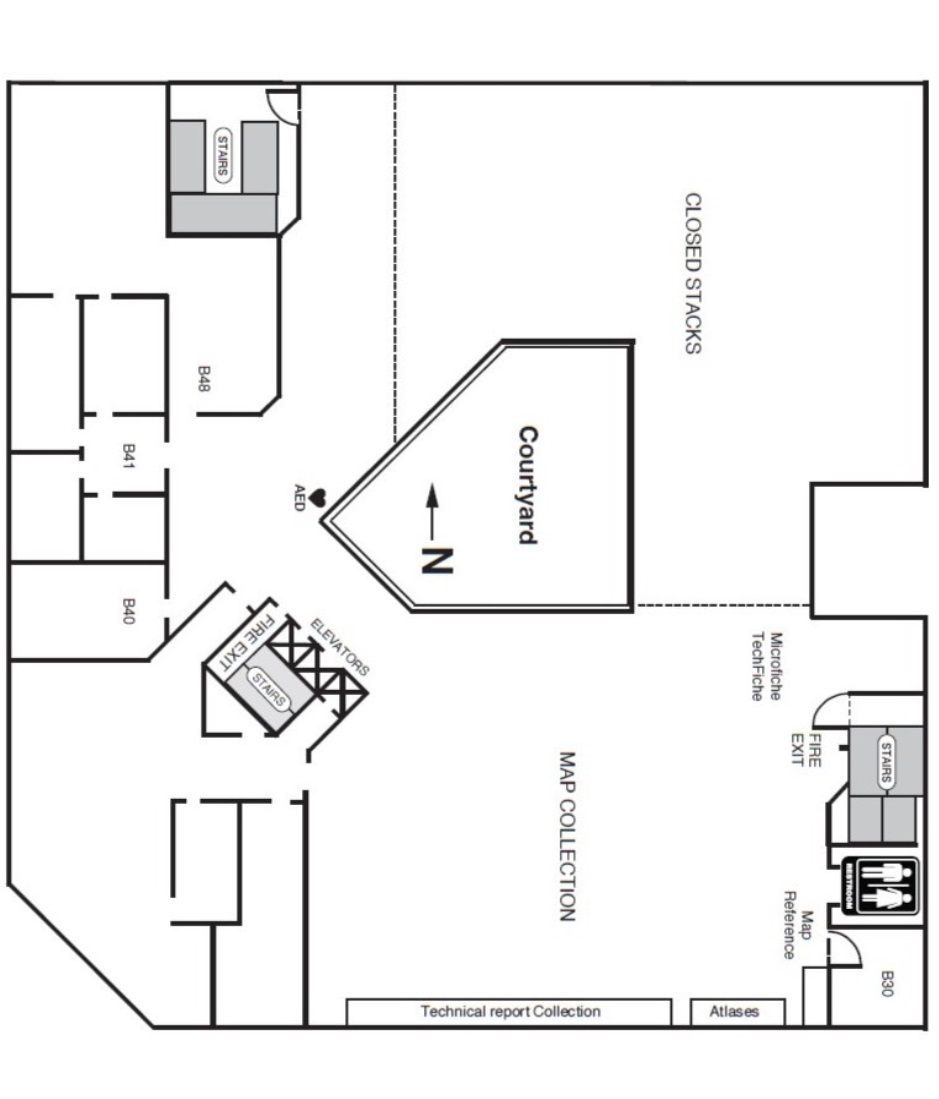 STAIRS
CLOSED STACKS
B48
Courtyard
B41
AED
N
B40
ELEVATORS
FIRE EXIT
STAIRS
Microfiche
TechFiche
FIRE
EXIT
STAIRS
MAP COLLECTION
RESTROOM
Map
Reference
B30
Technical report Collection
Atlases